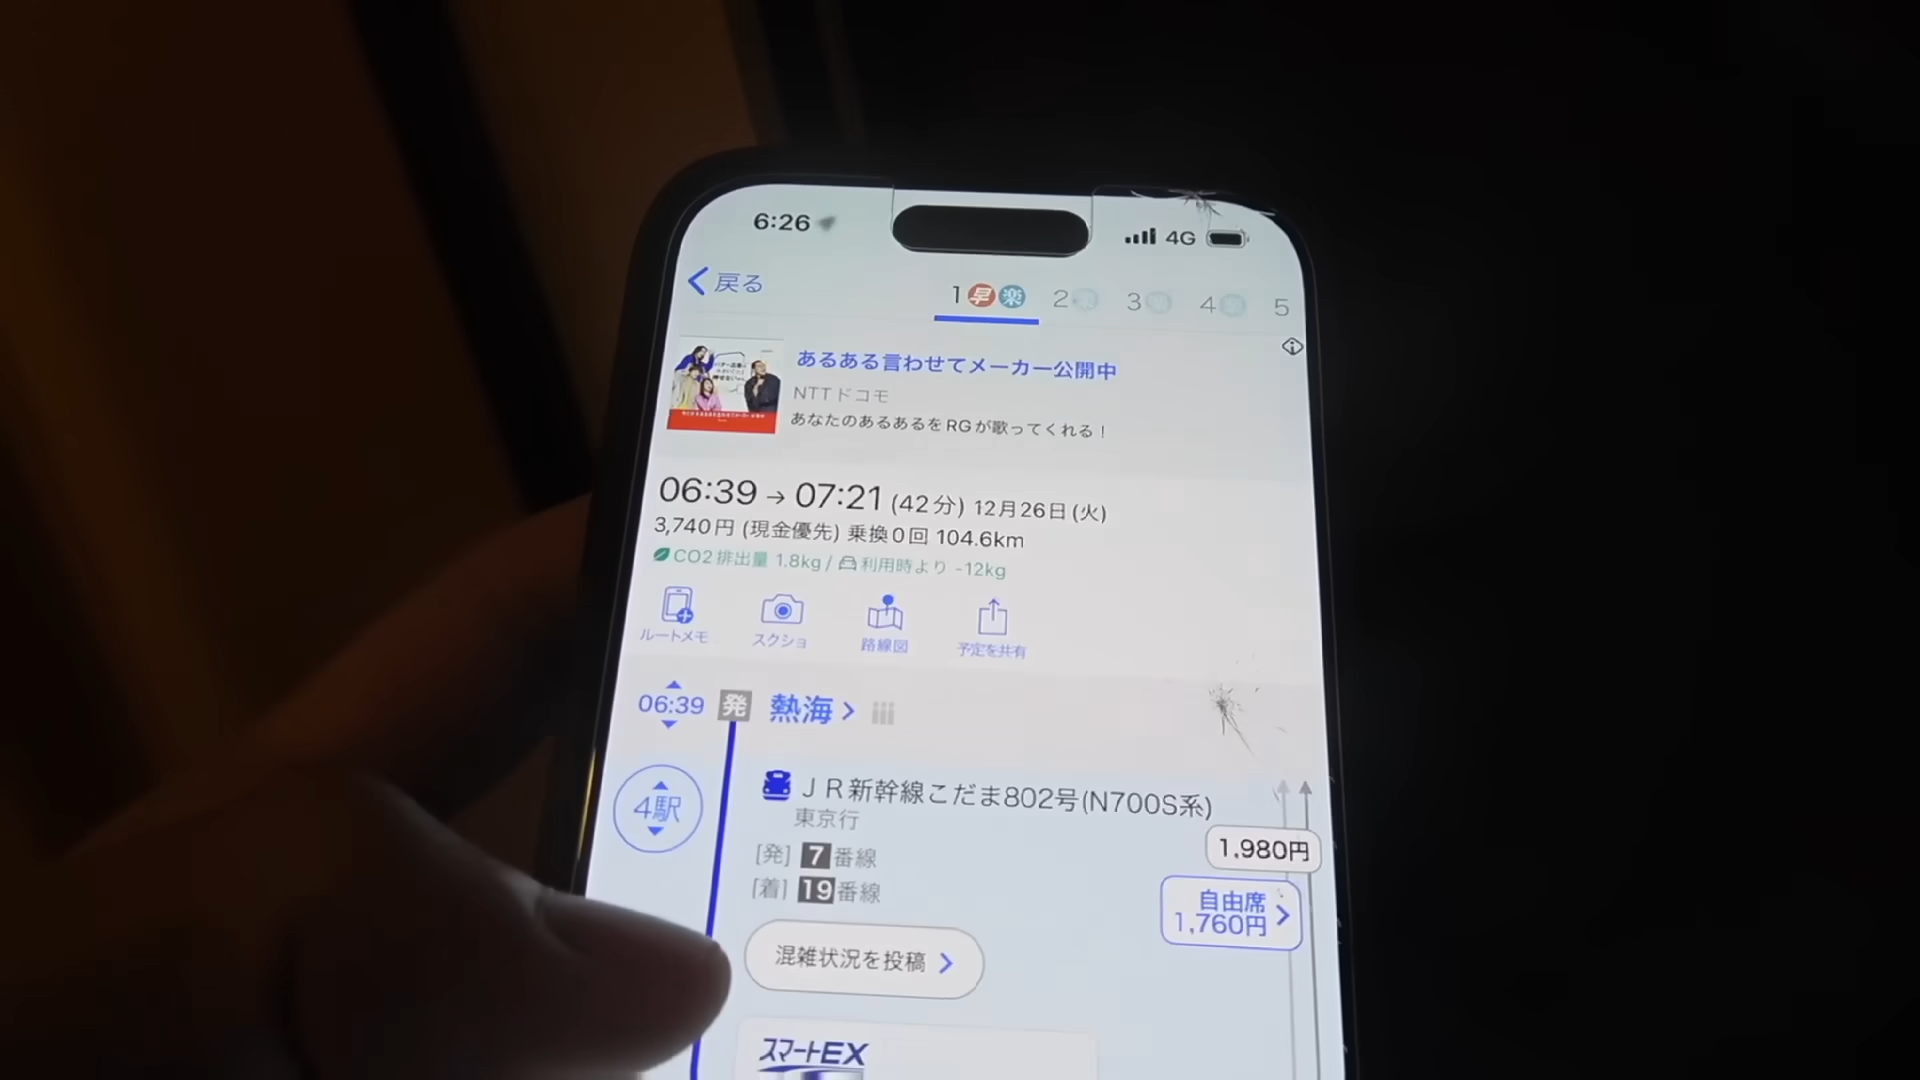 6:26
4G
戻る
1 早 楽 2 3 4 5
あるある言わせてメーカー公開中
NTTドコモ
あなたのあるあるをRGが歌ってくれる！
06:39→07:21(42分) 12月26日(火)
3,740円(現金優先) 乗換0回 104.6km
CO2排出量 1.8kg/ 利用時より -12kg
ルートメモ スクショ 路線図 予定を共有
06:39 発 熱海
4駅
ＪＲ新幹線こだま802号(N700S系)
東京行
1,980円
[発] 7番線
[着] 19番線
自由席
1,760円
混雑状況を投稿
スマートEX